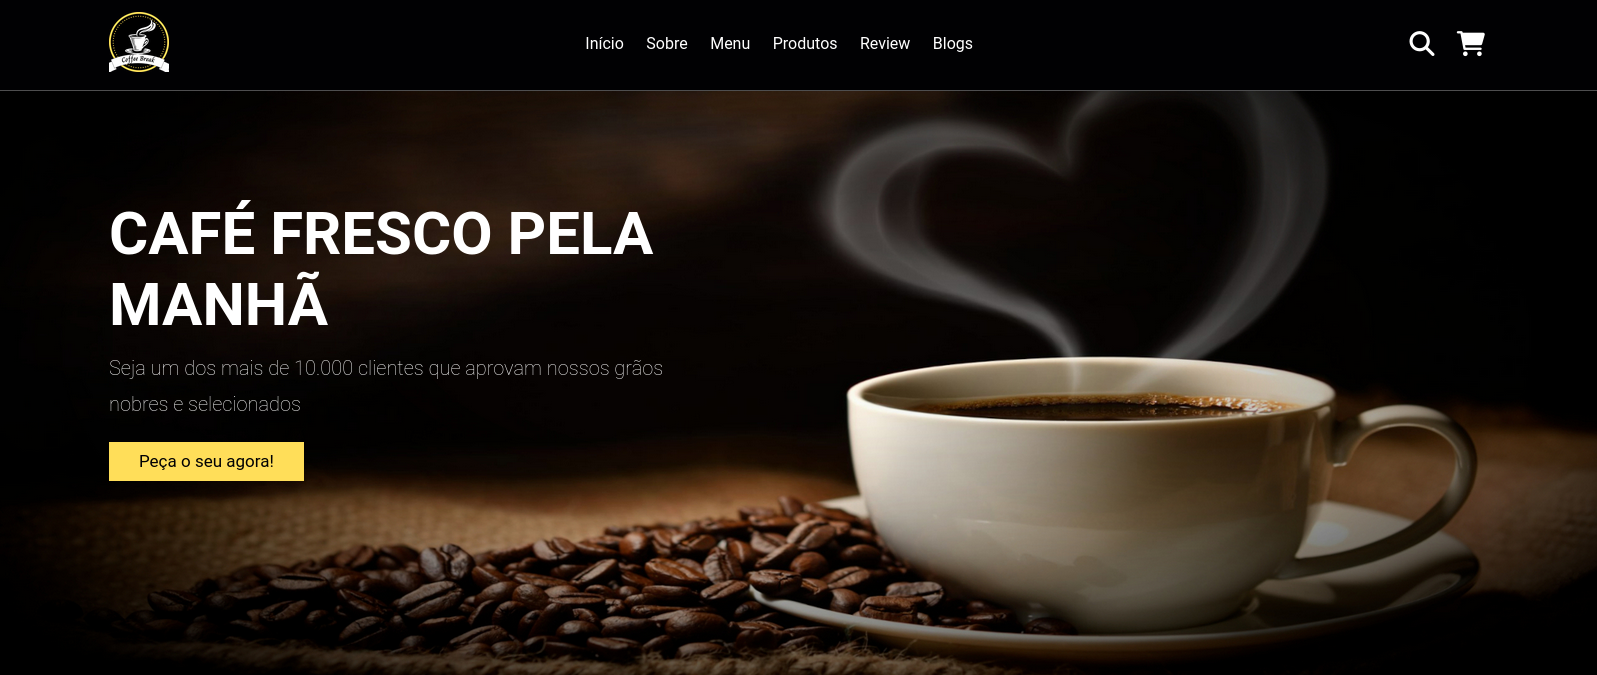 Coffee Break
Início Sobre Menu Produtos Review Blogs
CAFÉ FRESCO PELA
MANHÃ
Seja um dos mais de 10.000 clientes que aprovam nossos grãos
nobres e selecionados
Peça o seu agora!